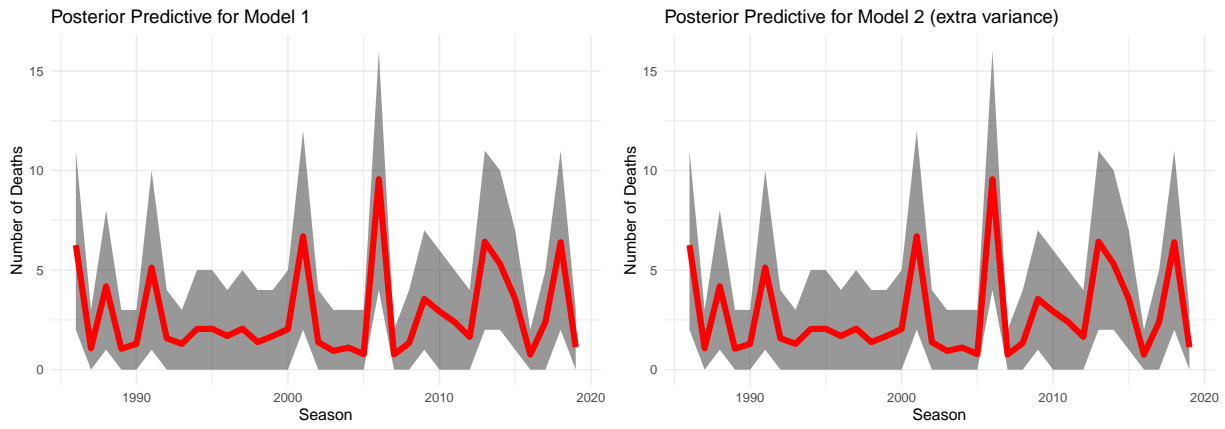 Posterior Predictive for Model 1
15
10
5
0
Number of Deaths
1990
2000
2010
2020
Season
Posterior Predictive for Model 2 (extra variance)
15
10
5
0
Number of Deaths
1990
2000
2010
2020
Season